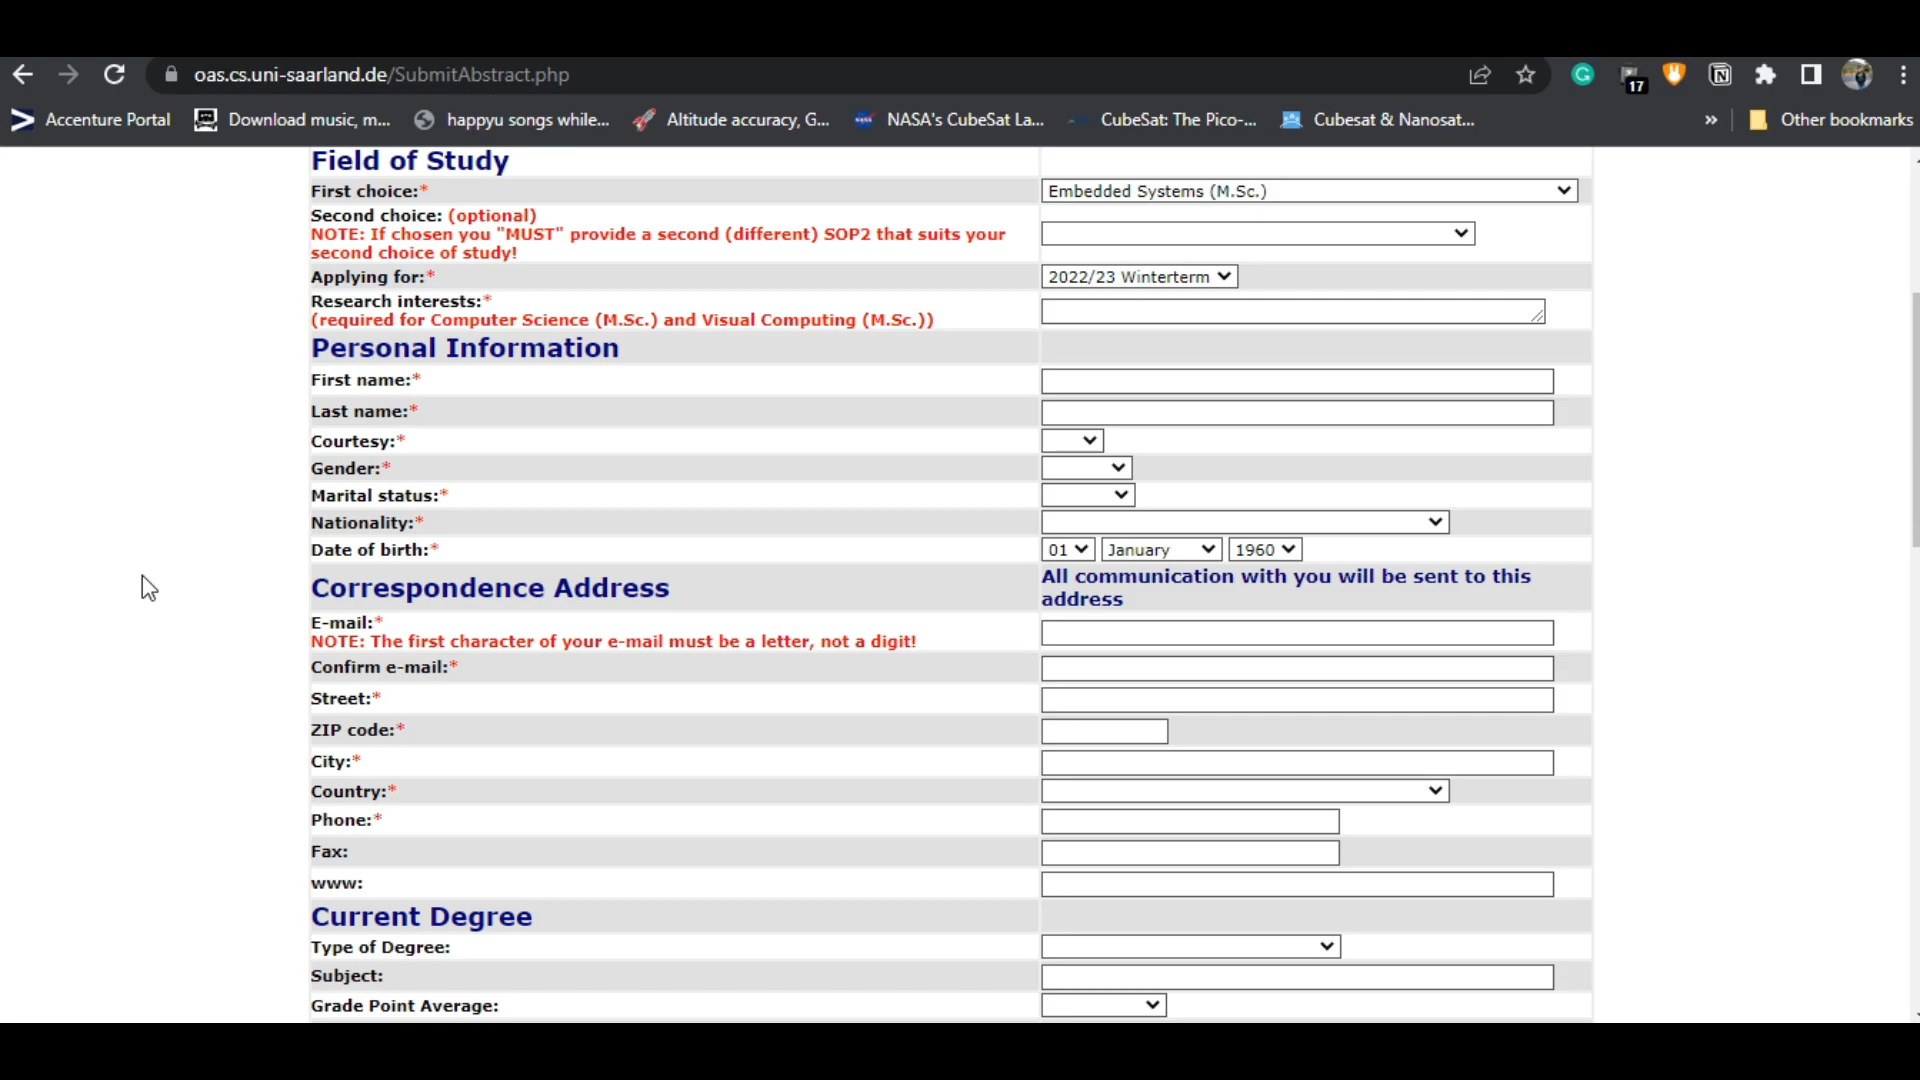 oas.cs.uni-saarland.de/SubmitAbstract.php
17
Accenture Portal
Download music, m...
happyu songs while...
Altitude accuracy, G...
NASA's CubeSat La...
CubeSat: The Pico-...
Cubesat & Nanosat...
»
Other bookmarks
Field of Study
First choice:*
Embedded Systems (M.Sc.)
Second choice: (optional)
NOTE: If chosen you "MUST" provide a second (different) SOP2 that suits your
second choice of study!
Applying for:*
2022/23 Winterterm
Research interests:*
(required for Computer Science (M.Sc.) and Visual Computing (M.Sc.))
Personal Information
First name:*
Last name:*
Courtesy:*
Gender:*
Marital status:*
Nationality:*
Date of birth:*
01 January 1960
Correspondence Address
All communication with you will be sent to this
address
E-mail:*
NOTE: The first character of your e-mail must be a letter, not a digit!
Confirm e-mail:*
Street:*
ZIP code:*
City:*
Country:*
Phone:*
Fax:
www:
Current Degree
Type of Degree:
Subject:
Grade Point Average: